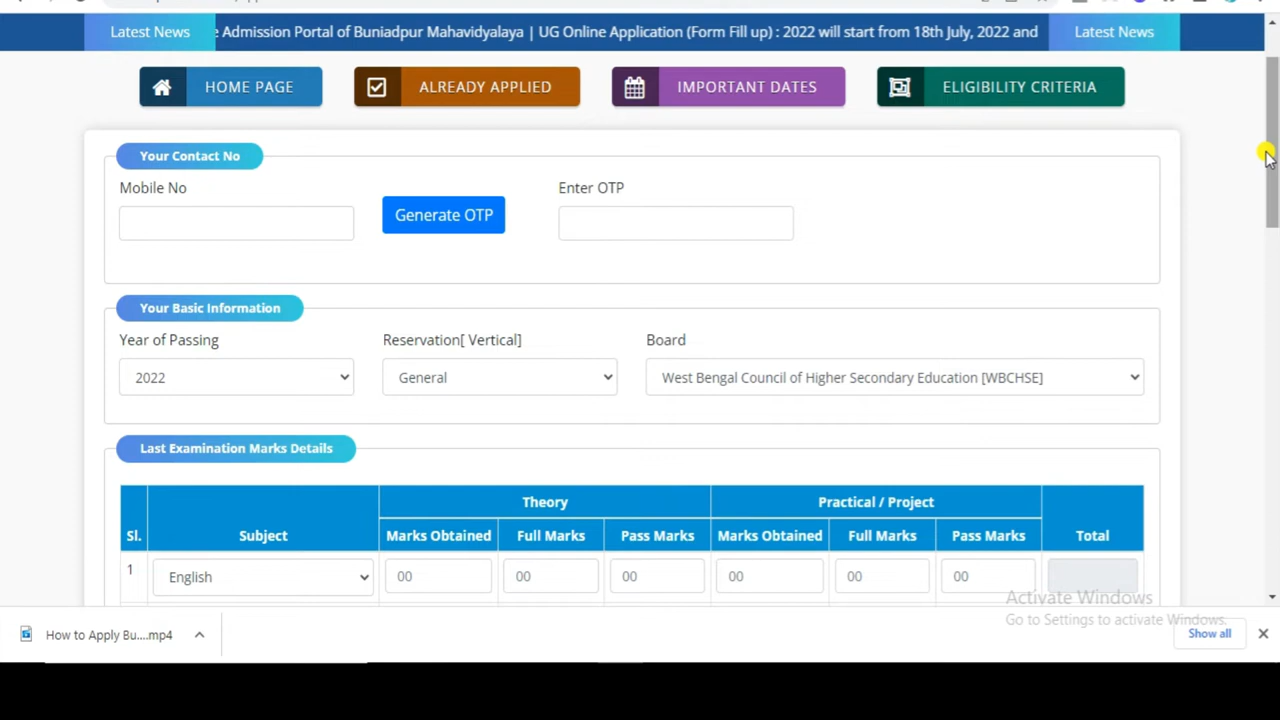 Latest News
e Admission Portal of Buniadpur Mahavidyalaya | UG Online Application (Form Fill up) : 2022 will start from 18th July, 2022 and
Latest News
HOME PAGE
ALREADY APPLIED
IMPORTANT DATES
ELIGIBILITY CRITERIA
Your Contact No
Mobile No
Generate OTP
Enter OTP
Your Basic Information
Year of Passing
Reservation[ Vertical]
Board
2022
General
West Bengal Council of Higher Secondary Education [WBCHSE]
Last Examination Marks Details
Theory
Practical / Project
Sl.
Subject
Marks Obtained
Full Marks
Pass Marks
Marks Obtained
Full Marks
Pass Marks
Total
1
English
00
00
00
00
00
00
Activate Windows
Go to Settings to activate Windows.
How to Apply Bu....mp4
Show all